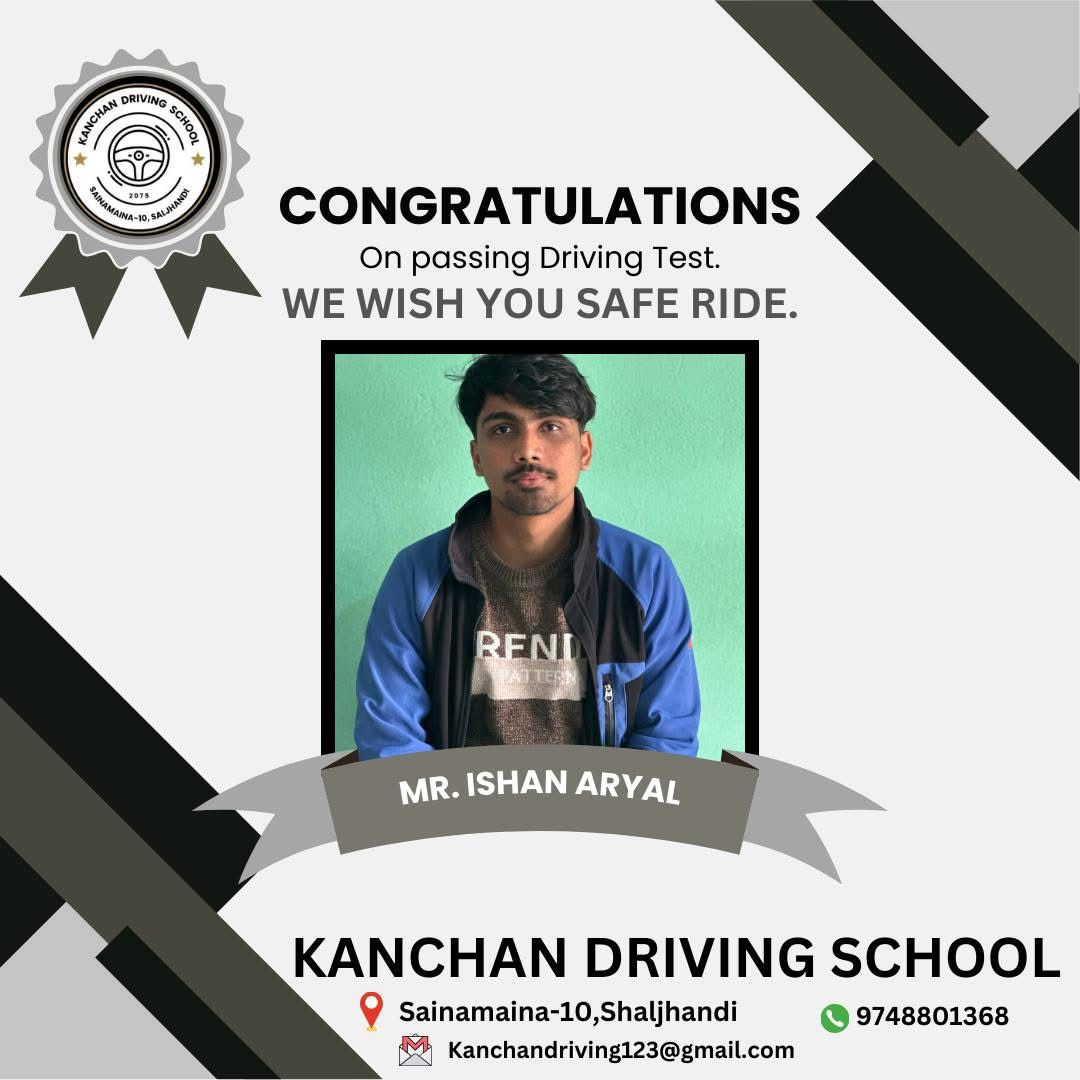 KANCHAN DRIVING SCHOOL
2075
SAINAMAINA-10, SALJHANDI
CONGRATULATIONS
On passing Driving Test.
WE WISH YOU SAFE RIDE.
REND
PATTERN
MR. ISHAN ARYAL
KANCHAN DRIVING SCHOOL
Sainamaina-10,Shaljhandi
9748801368
Kanchandriving123@gmail.com